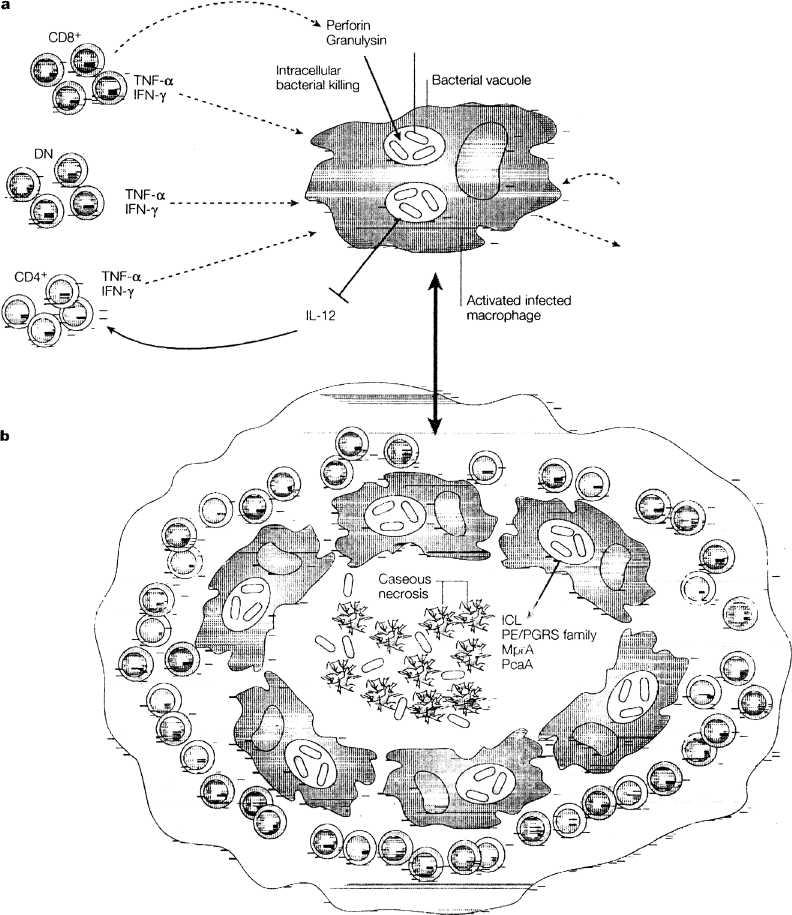 a
CD8+
Perforin
Granulysin
Intracellular
bacterial killing
Bacterial vacuole
TNF-α
IFN-γ
DN
TNF-α
IFN-γ
CD4+
TNF-α
IFN-γ
IL-12
Activated infected
macrophage
b
Caseous
necrosis
ICL
PE/PGRS family
MprA
PcaA